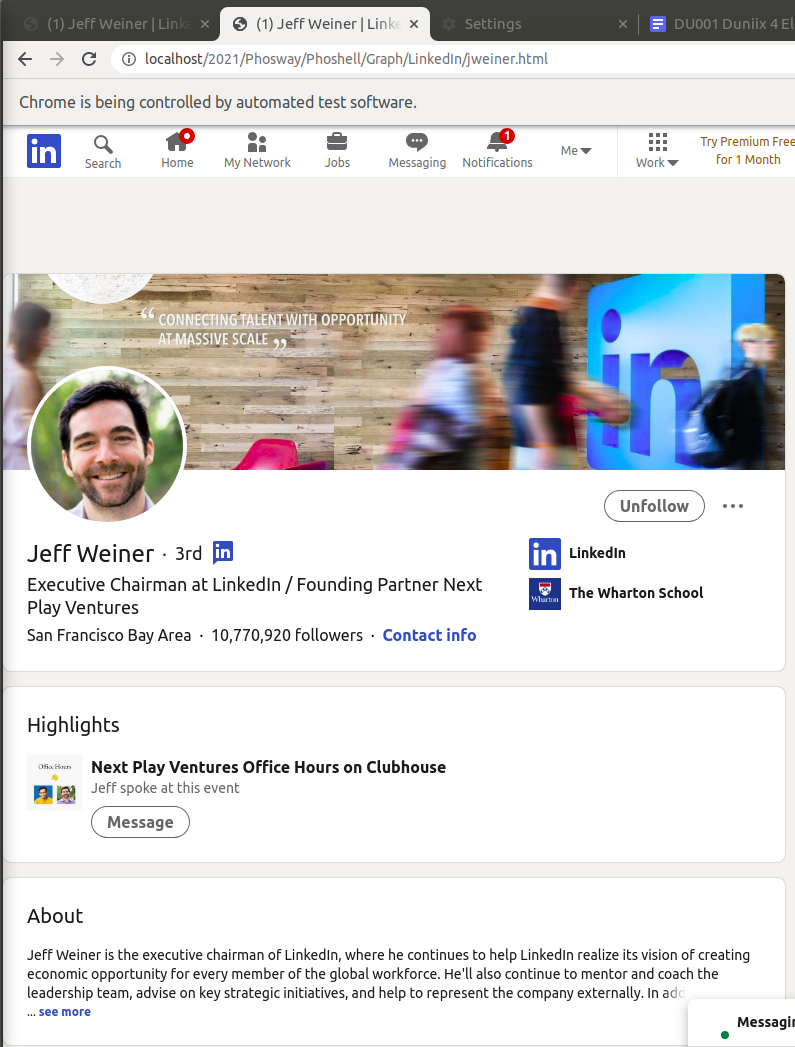 (1) Jeff Weiner | Linke
(1) Jeff Weiner | Linke
Settings
DU001 Duniix 4 El
localhost/2021/Phosway/Phoshell/Graph/LinkedIn/jweiner.html
Chrome is being controlled by automated test software.
in
Search
Home
My Network
Jobs
Messaging
1
Notifications
Me
Work
Try Premium Free
for 1 Month
“ CONNECTING TALENT WITH OPPORTUNITY
AT MASSIVE SCALE ”
in
Unfollow
Jeff Weiner · 3rd in
Executive Chairman at LinkedIn / Founding Partner Next
Play Ventures
San Francisco Bay Area · 10,770,920 followers · Contact info
in LinkedIn
Wharton The Wharton School
Highlights
Office Hours
Next Play Ventures Office Hours on Clubhouse
Jeff spoke at this event
Message
About
Jeff Weiner is the executive chairman of LinkedIn, where he continues to help LinkedIn realize its vision of creating
economic opportunity for every member of the global workforce. He'll also continue to mentor and coach the
leadership team, advise on key strategic initiatives, and help to represent the company externally. In add
... see more
Messagin